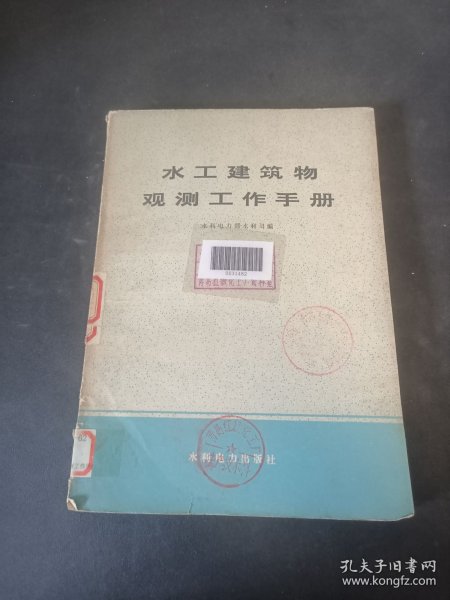 水工建筑物
观测工作手册
水利电力部水利司编
0031482
水利电力出版社
孔夫子旧书网
www.kongfz.com